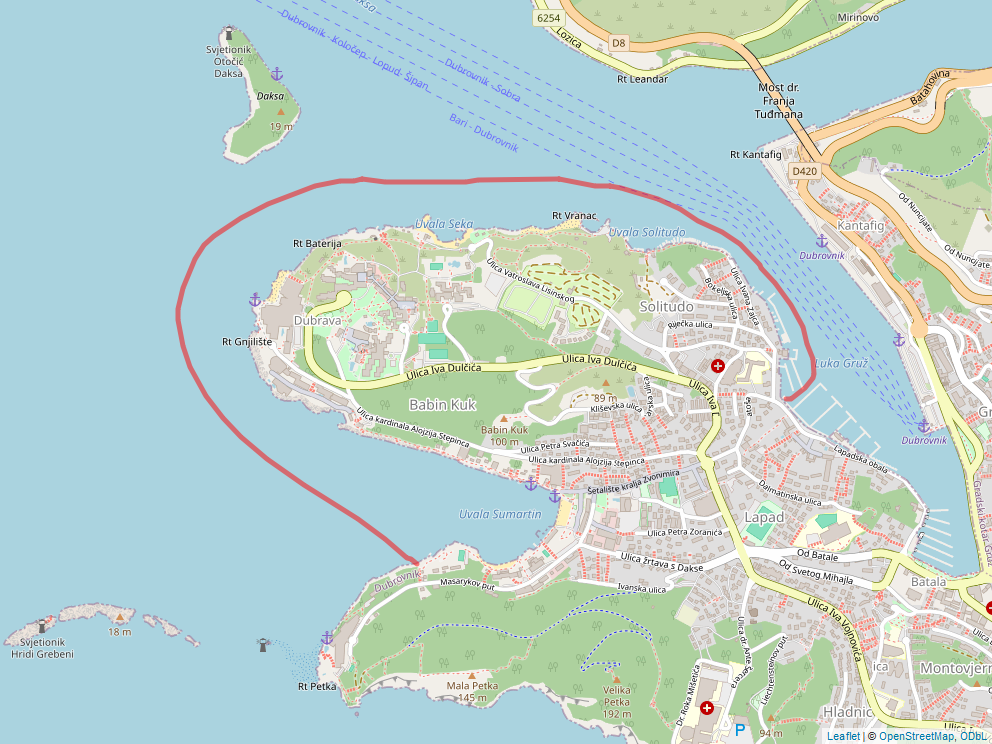 Daksa
6254
D8
Lozica
Mirinovo
Svjetionik
Otočić
Daksa
Dubrovnik - Koločep - Lopud - Šipan
Dubrovnik - Sobra
Rt Leandar
Batahovina
Most dr.
Franja
Tuđmana
Daksa
19 m
Bari - Dubrovnik
Rt Kantafig
D420
Od Nuncijate
Od Nuncijate
Kantafig
Dubrovnik
Rt Vranac
Uvala Seka
Uvala Solitudo
Rt Baterija
Ulica Vatroslava Lisinskog
Ulica Ivana Zajca
Bokeljska ulica
Solitudo
Riječka ulica
Dubrava
Rt Gnjilište
Ulica Iva Dulčića
Ulica Iva Dulčića
Luka Gruž
Ulica Iva D
89 m
Babin Kuk
Kliševska ulica
Ulica kardinala Alojzija Stepinca
Babin Kuk
100 m
Ulica Petra Svačića
Ulica kardinala Alojzija Stepinca
Lapadska obala
Dubrovnik
Šetalište kralja Zvonimira
Dalmatinska ulica
Uvala Sumartin
Lapad
Ulica Petra Zoranića
Gradski kotar Gruž
Od Batale
Ulica žrtava s Dakse
Od Svetog Mihajla
Batala
Dubrovnik
Masarykov put
Ivanska ulica
Ulica Iva Vojnovića
18 m
Svjetionik
Hridi Grebeni
Ulica dr. Ante Šercera
Liechtensteinov put
Dr. Roka Mišetića
Montovjerna
Rt Petka
Mala Petka
145 m
Velika
Petka
192 m
Hladnic
94 m
P
Leaflet | © OpenStreetMap, ODbL